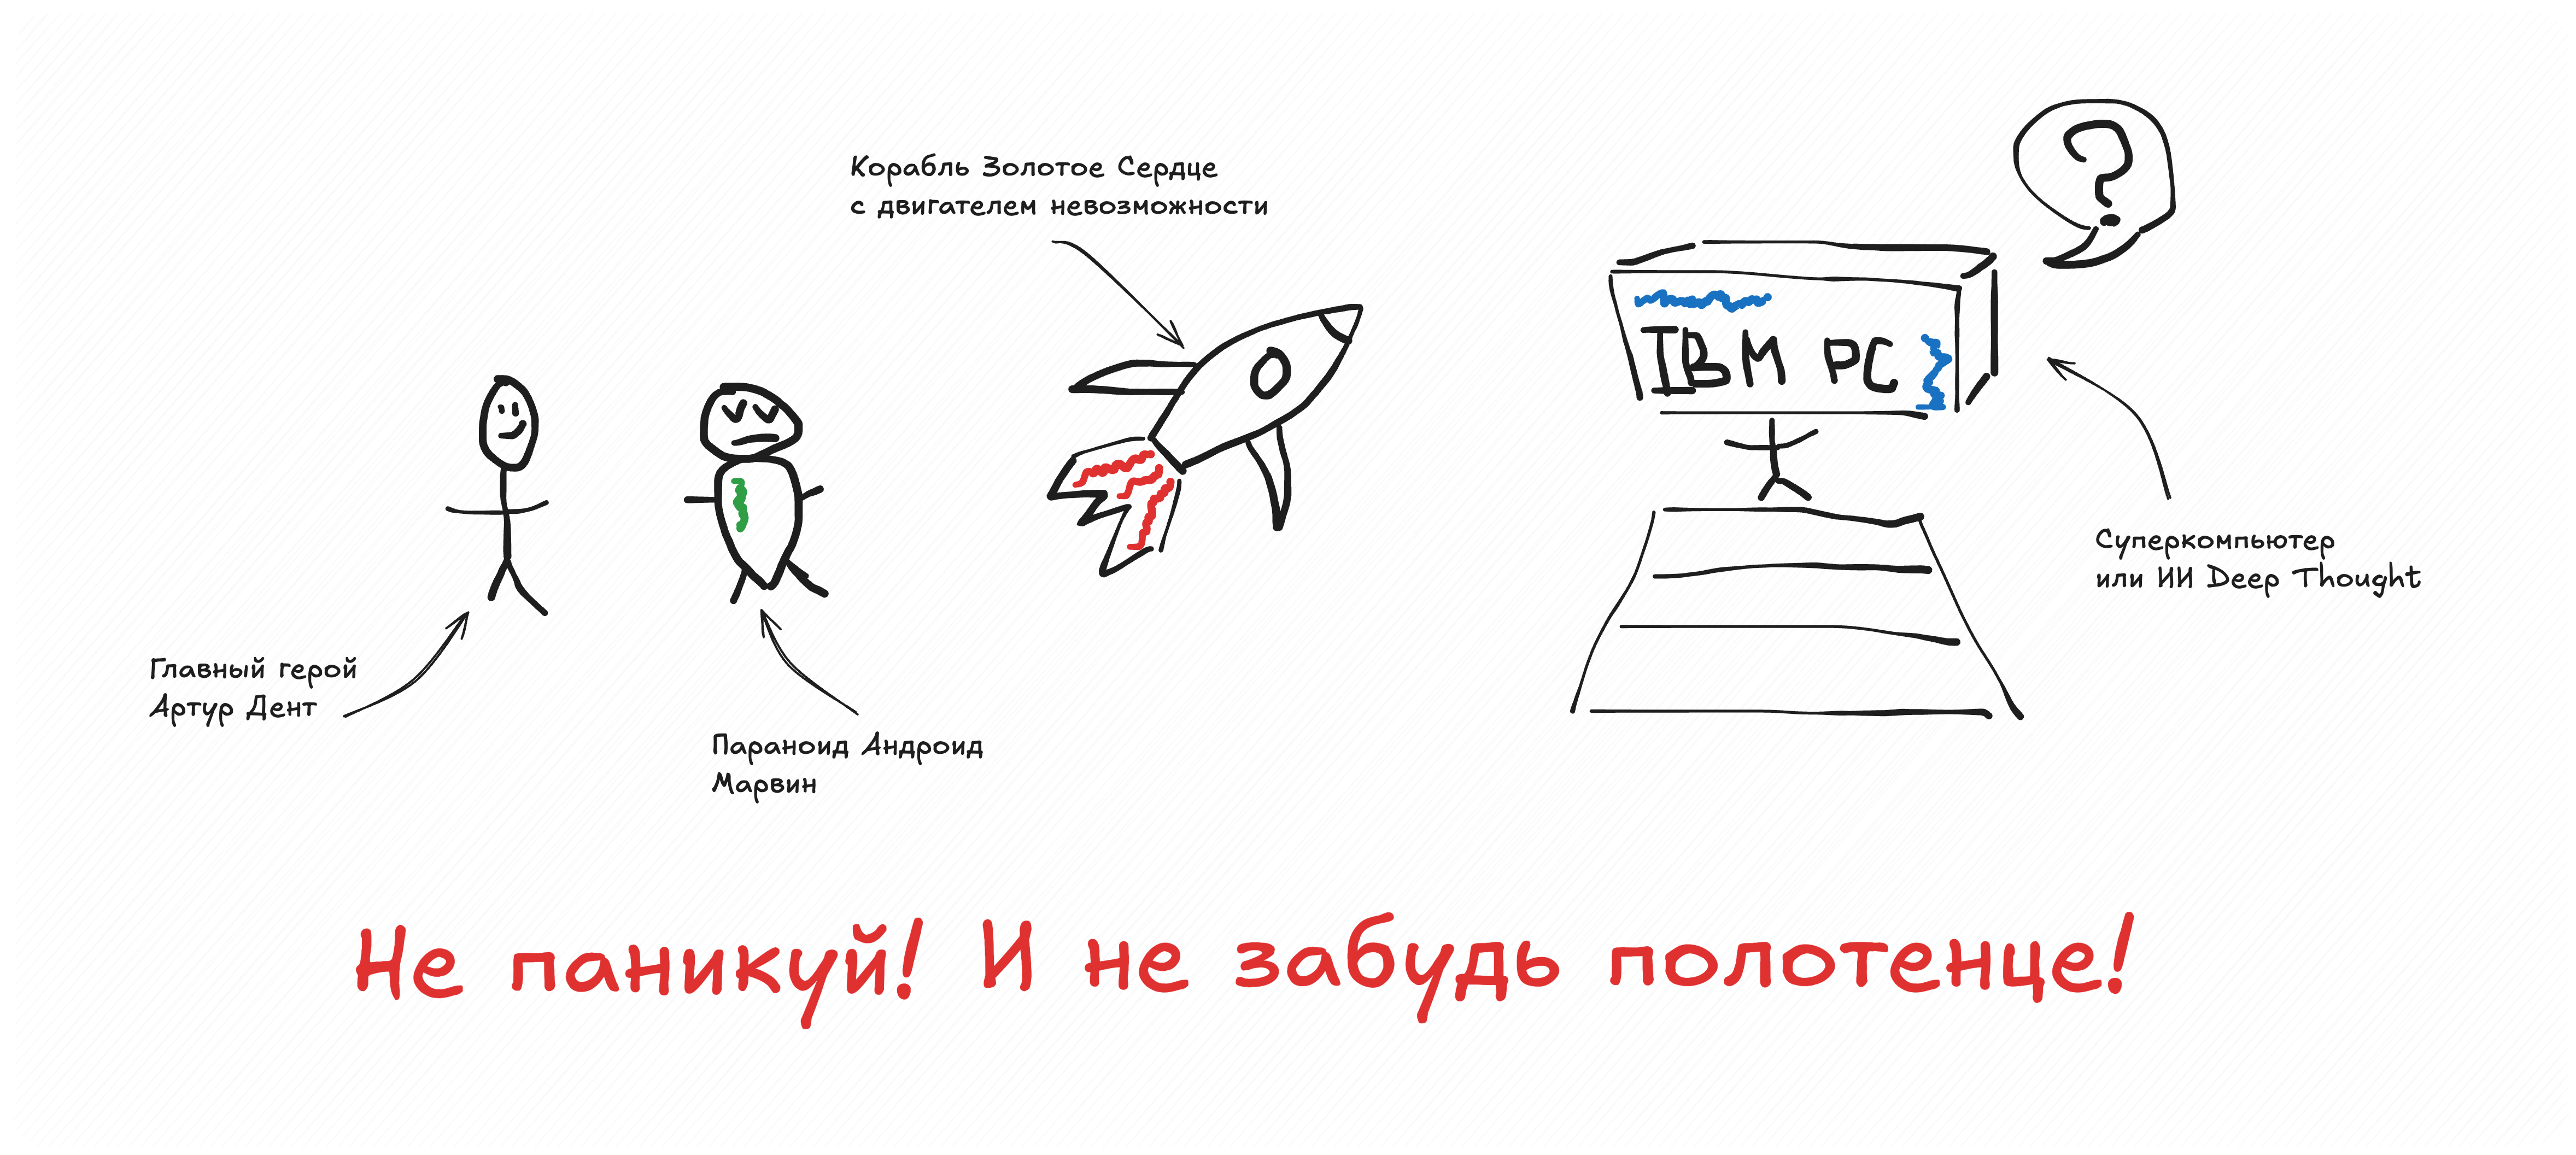 Корабль Золотое Сердце
с двигателем невозможности
?
IBM PC
Суперкомпьютер
или ИИ Deep Thought
Главный герой
Артур Дент
Параноид Андроид
Марвин
Не паникуй! И не забудь полотенце!